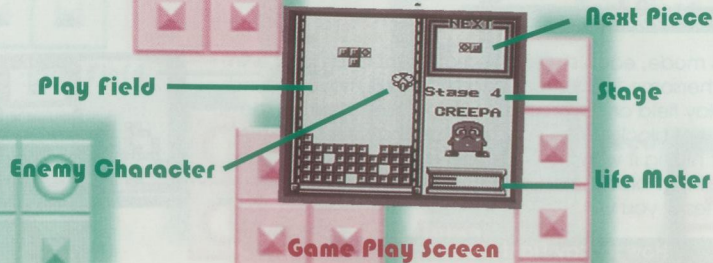 NEXT
Next Piece
Play Field
Stage 4
Stage
CREEPA
Enemy Character
Life Meter
Game Play Screen